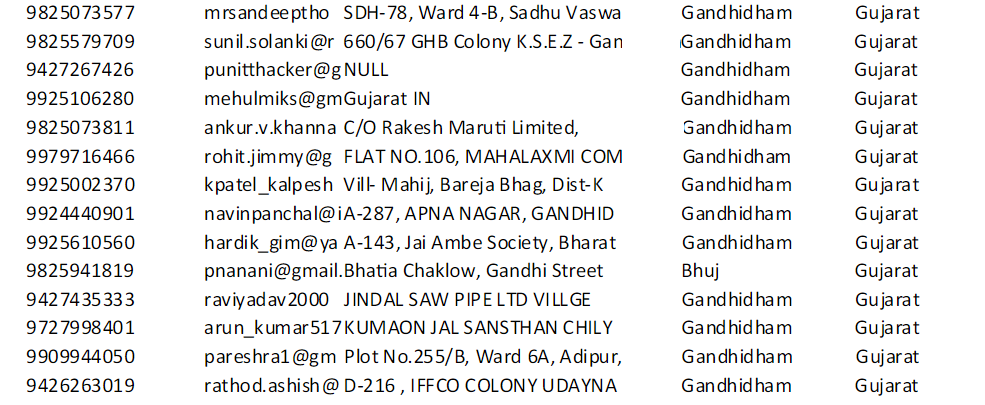 9825073577 mrsandeeptho SDH-78, Ward 4-B, Sadhu Vaswa Gandhidham Gujarat
9825579709 sunil.solanki@r 660/67 GHB Colony K.S.E.Z - Gan Gandhidham Gujarat
9427267426 punitthacker@g NULL Gandhidham Gujarat
9925106280 mehulmiks@gm Gujarat IN Gandhidham Gujarat
9825073811 ankur.v.khanna C/O Rakesh Maruti Limited, Gandhidham Gujarat
9979716466 rohit.jimmy@g FLAT NO.106, MAHALAXMI COM Gandhidham Gujarat
9925002370 kpatel_kalpesh Vill- Mahij, Bareja Bhag, Dist-K Gandhidham Gujarat
9924440901 navinpanchal@i A-287, APNA NAGAR, GANDHID Gandhidham Gujarat
9925610560 hardik_gim@ya A-143, Jai Ambe Society, Bharat Gandhidham Gujarat
9825941819 pnanani@gmail. Bhatia Chaklow, Gandhi Street Bhuj Gujarat
9427435333 raviyadav2000 JINDAL SAW PIPE LTD VILLGE Gandhidham Gujarat
9727998401 arun_kumar517 KUMAON JAL SANSTHAN CHILY Gandhidham Gujarat
9909944050 pareshra1@gm Plot No.255/B, Ward 6A, Adipur, Gandhidham Gujarat
9426263019 rathod.ashish@ D-216 , IFFCO COLONY UDAYNA Gandhidham Gujarat